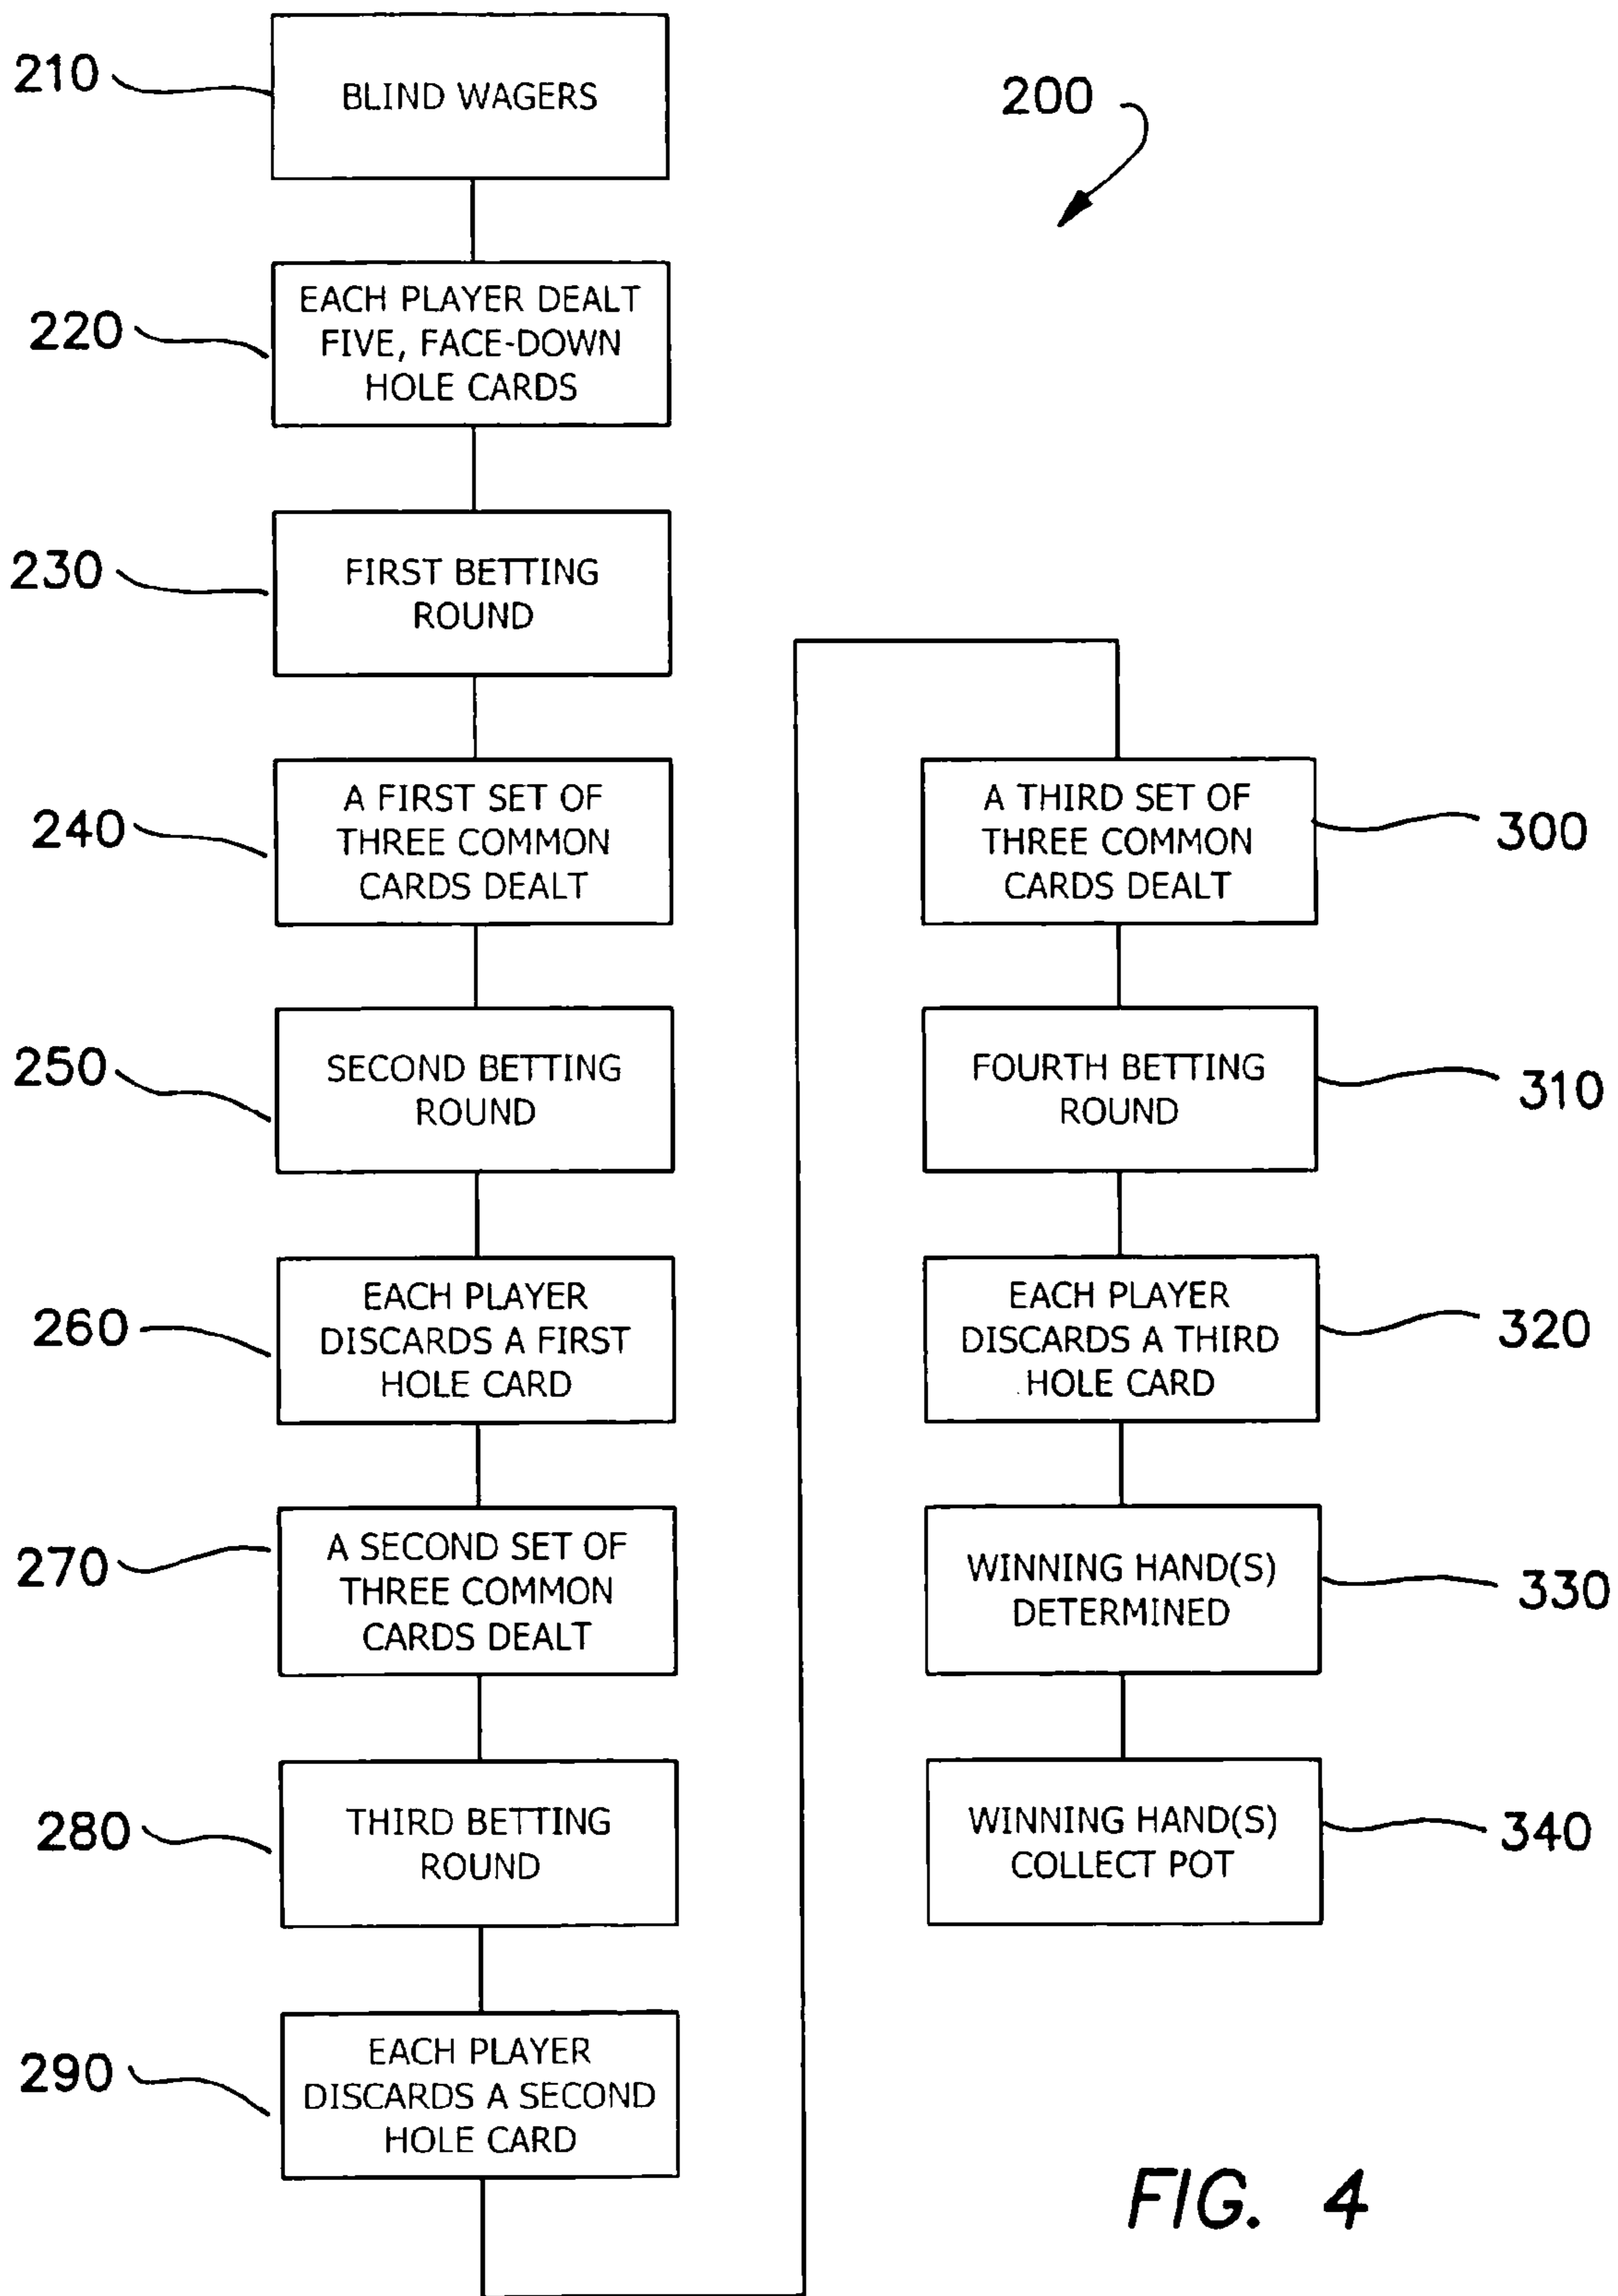 210
BLIND WAGERS
200
220
EACH PLAYER DEALT
FIVE, FACE-DOWN
HOLE CARDS
230
FIRST BETTING
ROUND
240
A FIRST SET OF
THREE COMMON
CARDS DEALT
250
SECOND BETTING
ROUND
260
EACH PLAYER
DISCARDS A FIRST
HOLE CARD
270
A SECOND SET OF
THREE COMMON
CARDS DEALT
280
THIRD BETTING
ROUND
290
EACH PLAYER
DISCARDS A SECOND
HOLE CARD
A THIRD SET OF
THREE COMMON
CARDS DEALT
300
FOURTH BETTING
ROUND
310
EACH PLAYER
DISCARDS A THIRD
HOLE CARD
320
WINNING HAND(S)
DETERMINED
330
WINNING HAND(S)
COLLECT POT
340
FIG. 4